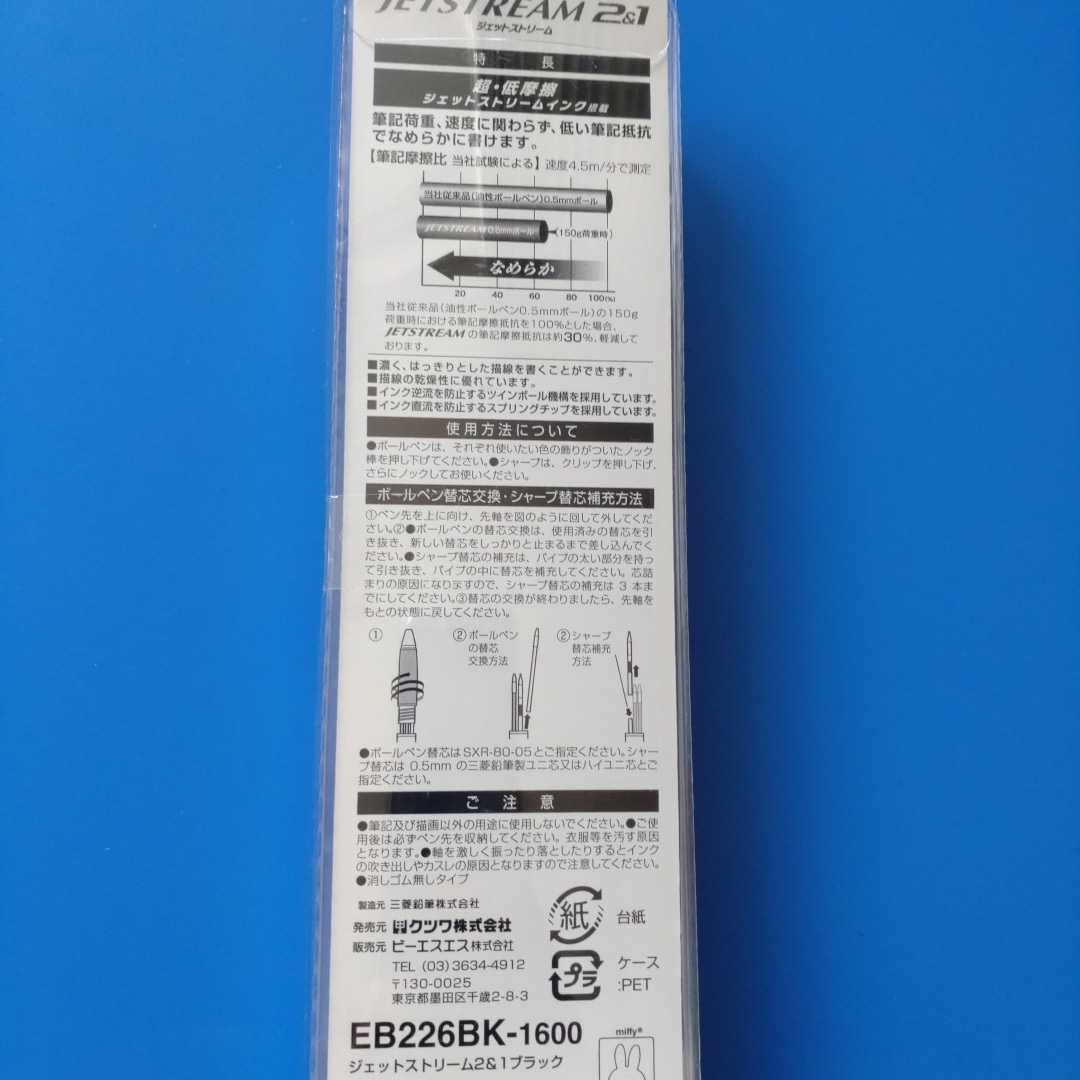 JETSTREAM 2&1
ジェットストリーム
特長
超・低摩擦
ジェットストリームインク搭載
筆記荷重、速度に関わらず、低い筆記抵抗
でなめらかに書けます。
【筆記摩擦比 当社試験による】速度4.5m/分で測定
当社従来品(油性ボールペン)0.5mmボール
JETSTREAM0.5mmボール
(150g荷重時)
なめらか
20 40 60 80 100(%)
当社従来品(油性ボールペン0.5mmボール)の150g
荷重時における筆記摩擦抵抗を100%とした場合、
JETSTREAMの筆記摩擦抵抗は約30%、軽減して
おります。
■濃く、はっきりとした描線を書くことができます。
■描線の乾燥性に優れています。
■インク逆流を防止するツインボール機構を採用しています。
■インク直流を防止するスプリングチップを採用しています。
使用方法について
●ボールペンは、それぞれ使いたい色の飾りがついたノック
棒を押し下げてください。●シャープは、クリップを押し下げ、
さらにノックしてお使いください。
ボールペン替芯交換・シャープ替芯補充方法
①ペン先を上に向け、先軸を図のように回して外してくだ
さい。②●ボールペンの替芯交換は、使用済みの替芯を引
き抜き、新しい替芯をしっかりと止まるまで差し込んでく
ださい。●シャープ替芯の補充は、パイプの太い部分を持っ
て引き抜き、パイプの中に替芯を補充してください。芯詰
まりの原因になりますので、シャープ替芯の補充は3本ま
でにしてください。③替芯の交換が終わりましたら、先軸を
もとの状態に戻してください。
① ②ボールペン ②シャープ
の替芯 替芯補充
交換方法 方法
●ボールペン替芯はSXR-80-05とご指定ください。シャー
プ替芯は0.5mmの三菱鉛筆製ユニ芯又はハイユニ芯とご
指定ください。
ご注意
●筆記及び描画以外の用途に使用しないでください。●ご使
用後は必ずペン先を収納してください。衣服等を汚す原因
となります。●軸を激しく振ったり落としたりするとインク
の吹き出しやカスレの原因となりますので注意してください。
●消しゴム無しタイプ
製造元 三菱鉛筆株式会社
発売元 クツワ株式会社
販売元 ビーエスエス株式会社
TEL (03)3634-4912
〒130-0025
東京都墨田区千歳2-8-3
紙 台紙
プラ ケース
:PET
EB226BK-1600
ジェットストリーム2&1ブラック
miffy®